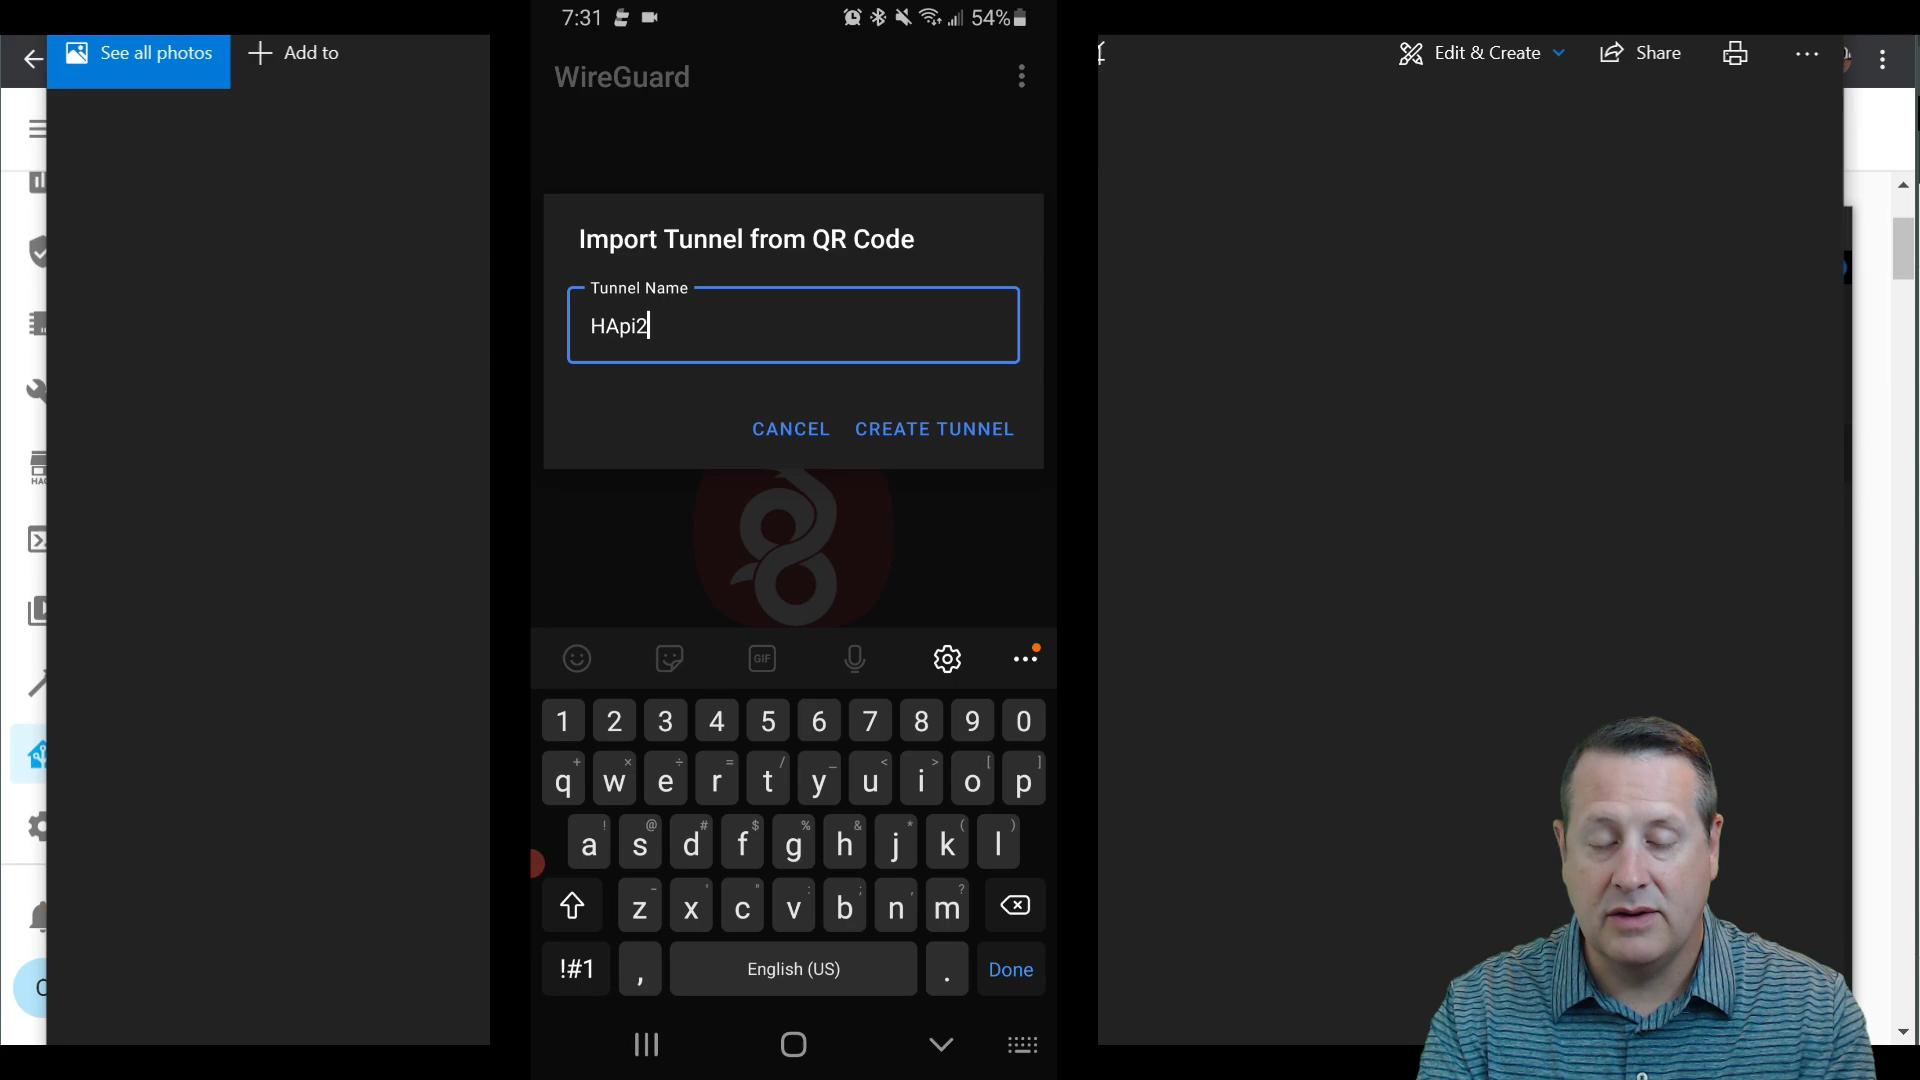 7:31
54%
See all photos
Add to
WireGuard
Edit & Create
Share
Import Tunnel from QR Code
Tunnel Name
HApi2
CANCEL
CREATE TUNNEL
GIF
1 2 3 4 5 6 7 8 9 0
+ × ÷ = / _ < > [ ]
q w e r t y u i o p
! @ # $ % & * ( )
a s d f g h j k l
- ' " : ; , ?
z x c v b n m
!#1 , English (US) . Done